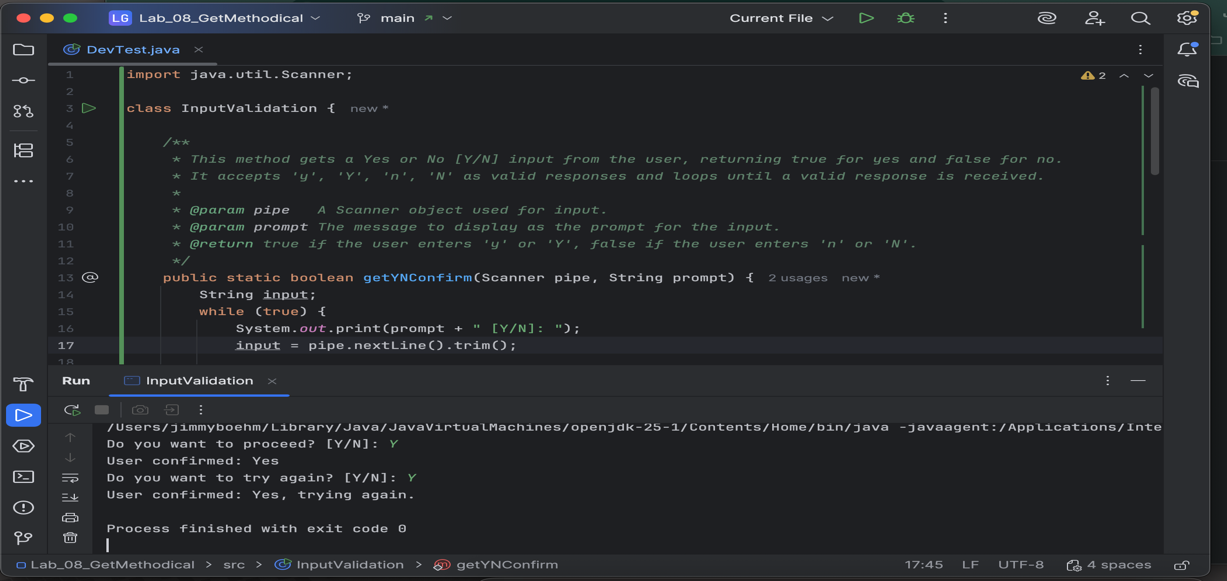 LG Lab_08_GetMethodical main Current File
DevTest.java
1 import java.util.Scanner;
2
3 class InputValidation { new *
4
5 /**
6 * This method gets a Yes or No [Y/N] input from the user, returning true for yes and false for no.
7 * It accepts 'y', 'Y', 'n', 'N' as valid responses and loops until a valid response is received.
8 *
9 * @param pipe A Scanner object used for input.
10 * @param prompt The message to display as the prompt for the input.
11 * @return true if the user enters 'y' or 'Y', false if the user enters 'n' or 'N'.
12 */
13 public static boolean getYNConfirm(Scanner pipe, String prompt) { 2 usages new *
14 String input;
15 while (true) {
16 System.out.print(prompt + " [Y/N]: ");
17 input = pipe.nextLine().trim();
18
2
Run InputValidation
/Users/jimmyboehm/Library/Java/JavaVirtualMachines/openjdk-25-1/Contents/Home/bin/java -javaagent:/Applications/Inte
Do you want to proceed? [Y/N]: Y
User confirmed: Yes
Do you want to try again? [Y/N]: Y
User confirmed: Yes, trying again.
Process finished with exit code 0
Lab_08_GetMethodical > src > InputValidation > getYNConfirm 17:45 LF UTF-8 4 spaces